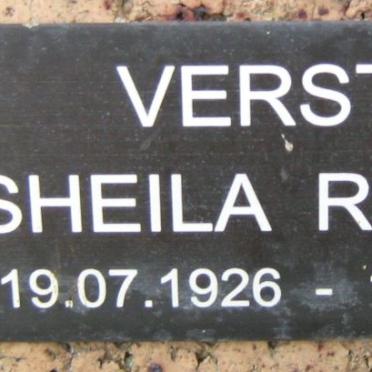 VERST
SHEILA R
19.07.1926 -